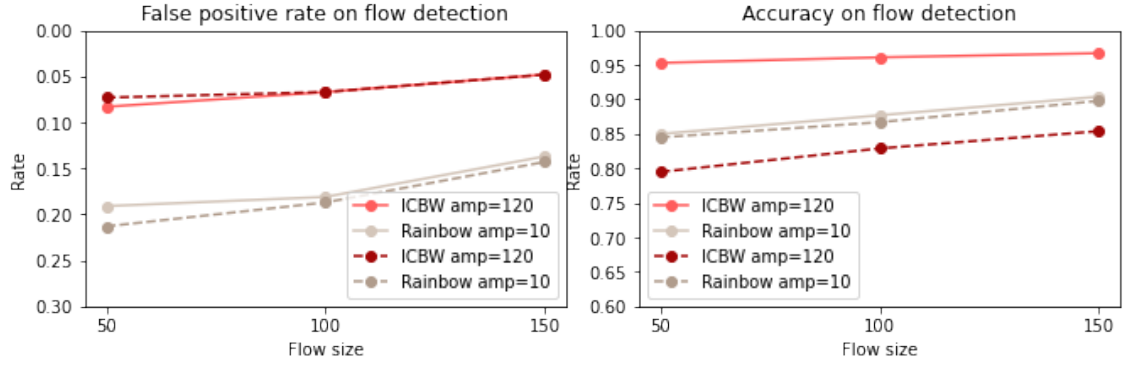 False positive rate on flow detection
0.00
0.05
0.10
0.15
0.20
0.25
0.30
Rate
ICBW amp=120
Rainbow amp=10
ICBW amp=120
Rainbow amp=10
50
100
150
Flow size
Accuracy on flow detection
1.00
0.95
0.90
0.85
0.80
0.75
0.70
0.65
0.60
Rate
ICBW amp=120
Rainbow amp=10
ICBW amp=120
Rainbow amp=10
50
100
150
Flow size